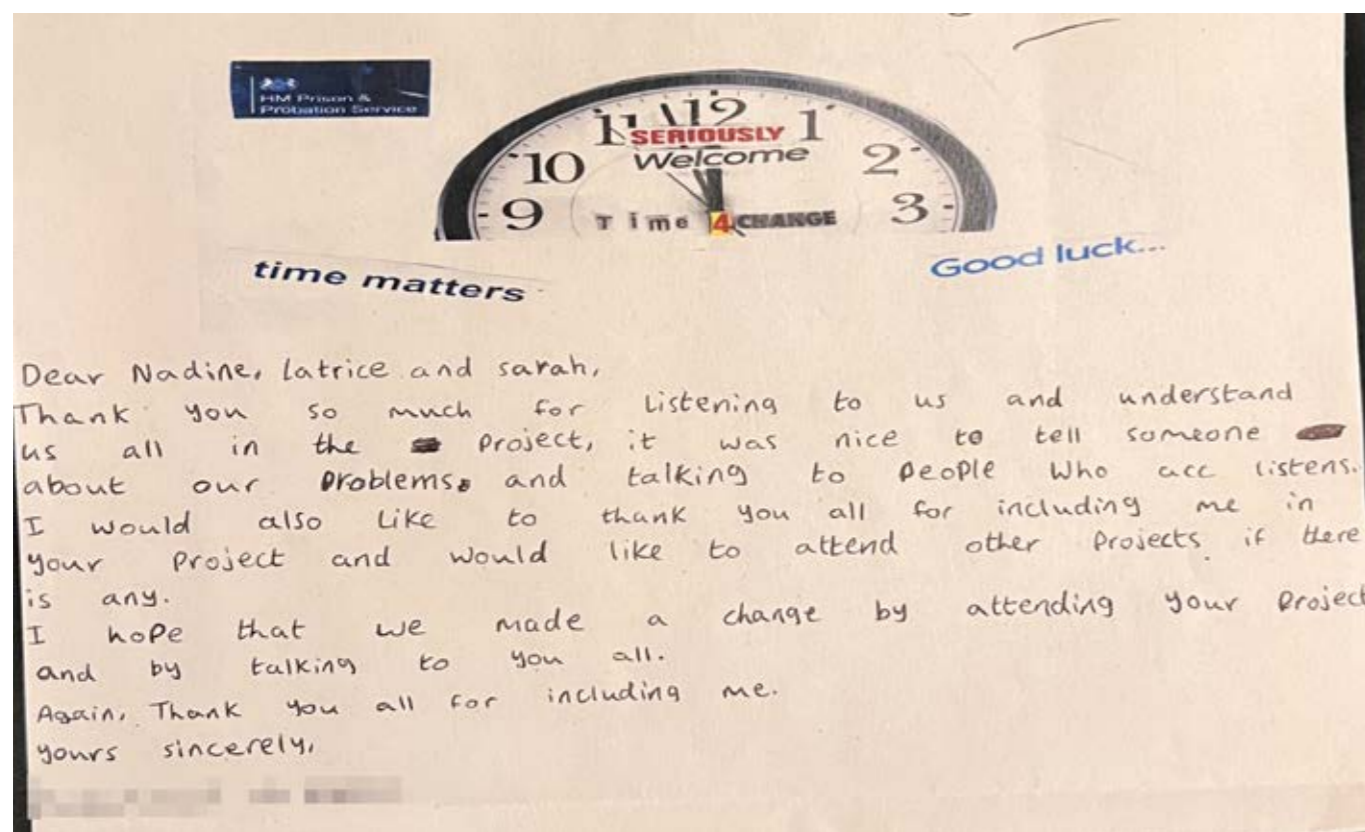 HM Prison &
Probation Service
11 12 1
SERIOUSLY
Welcome
10 2
9 3
Time 4 CHANGE
time matters
Good luck...
Dear Nadine, Latrice and sarah,
Thank you so much for Listening to us and understand
us all in the Project, it was nice to tell someone
about our problems and talking to people who acc listens.
I would also like to thank you all for including me in
your Project and would like to attend other Projects if there
is any.
I hope that we made a change by attending your Project
and by talking to you all.
Again, Thank you all for including me.
yours sincerely,